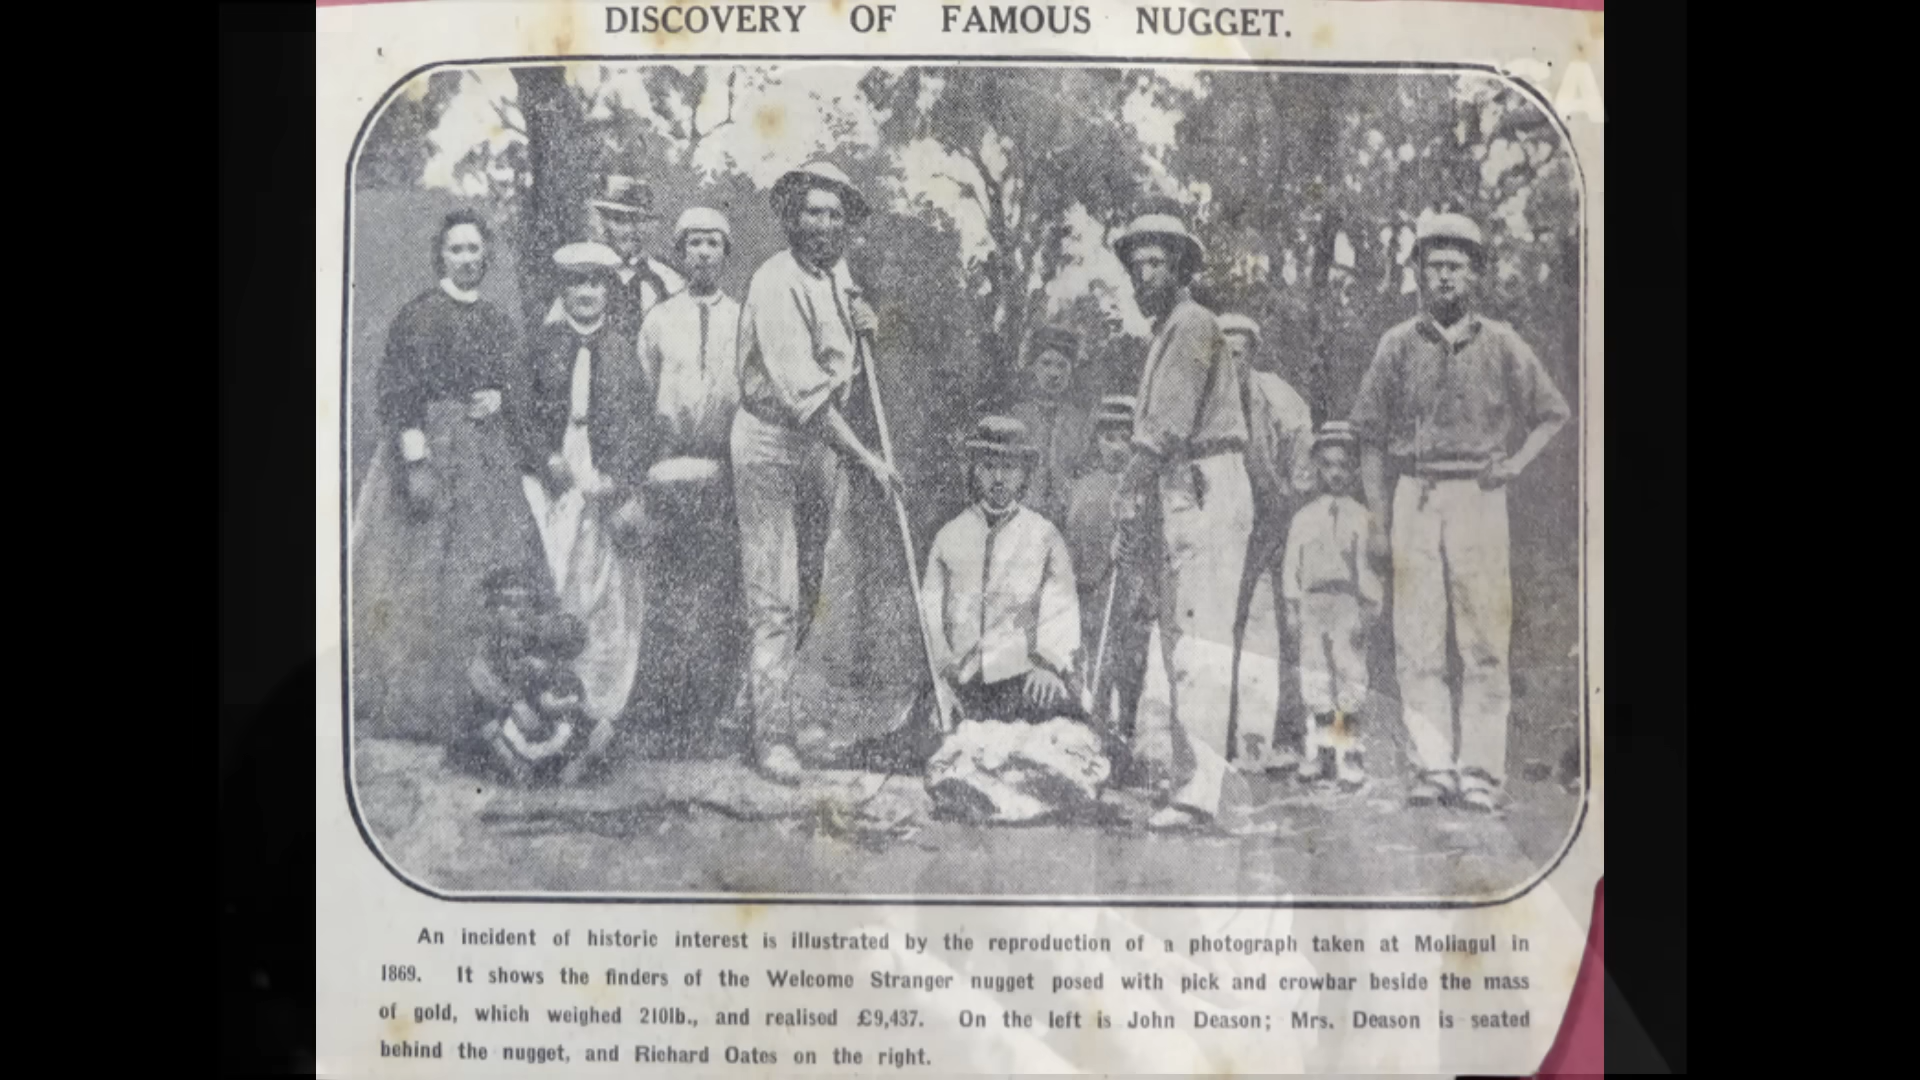 DISCOVERY OF FAMOUS NUGGET.
An incident of historic interest is illustrated by the reproduction of a photograph taken at Moliagul in
1869. It shows the finders of the Welcome Stranger nugget posed with pick and crowbar beside the mass
of gold, which weighed 210lb., and realised £9,437. On the left is John Deason; Mrs. Deason is seated
behind the nugget, and Richard Oates on the right.